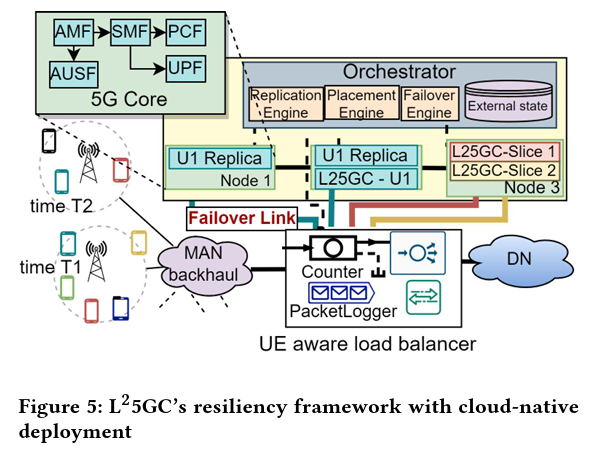 AMF
SMF
PCF
AUSF
UPF
5G Core
Orchestrator
Replication
Engine
Placement
Engine
Failover
Engine
External state
U1 Replica
Node 1
U1 Replica
L25GC - U1
L25GC-Slice 1
L25GC-Slice 2
Node 3
time T2
Failover Link
time T1
MAN
backhaul
Counter
PacketLogger
DN
UE aware load balancer
Figure 5: L²5GC's resiliency framework with cloud-native
deployment